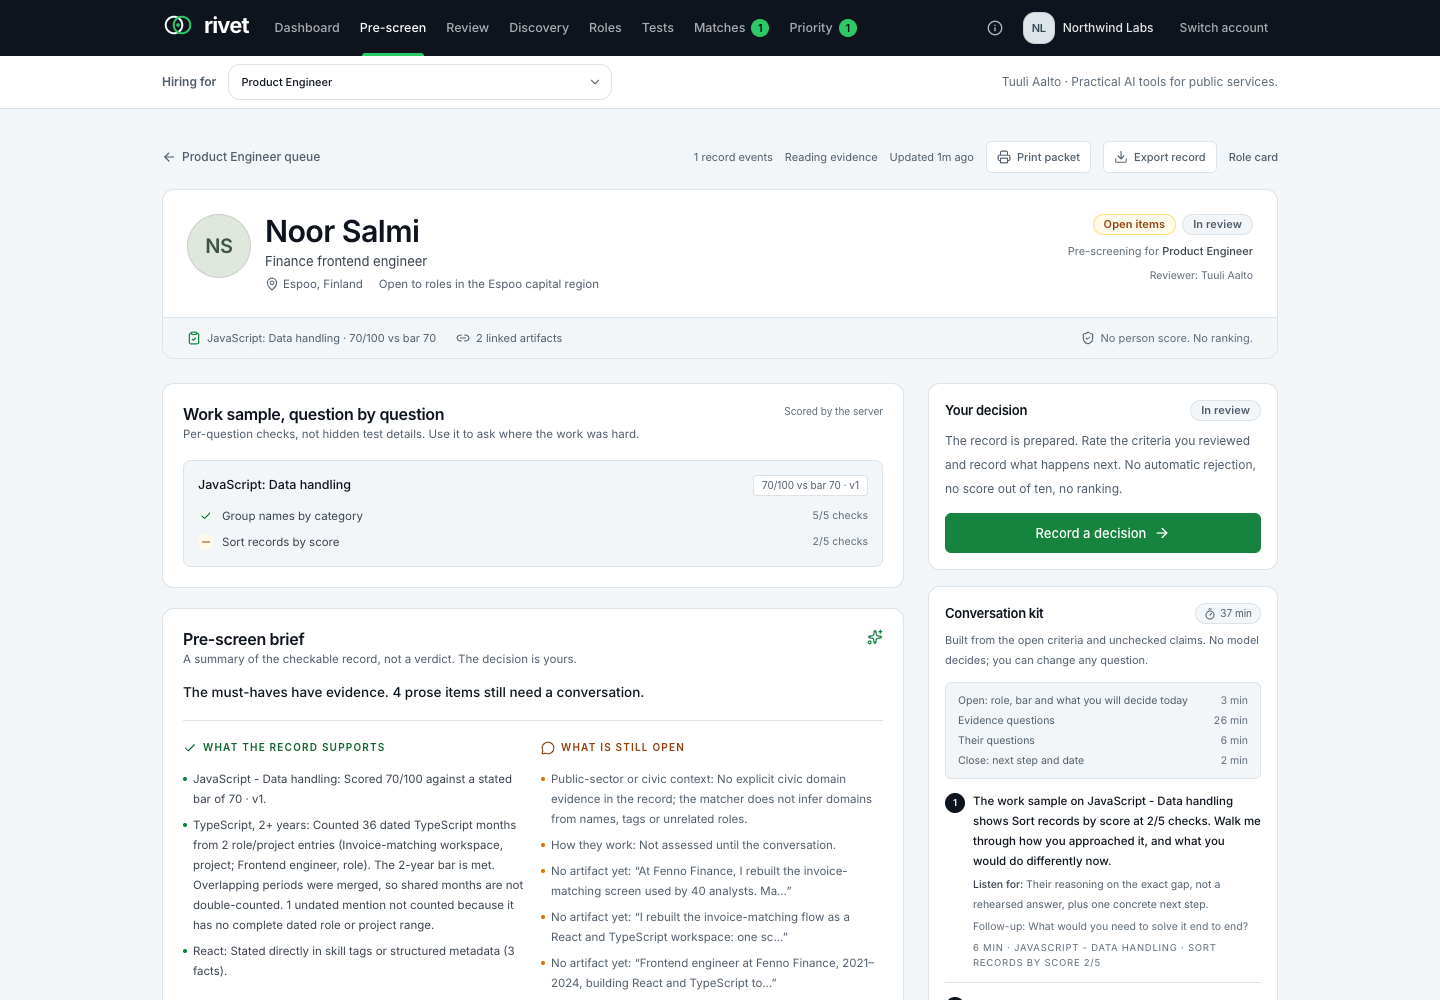 rivet
Dashboard
Pre-screen
Review
Discovery
Roles
Tests
Matches 1
Priority 1
NL
Northwind Labs
Switch account
Hiring for
Product Engineer
Tuuli Aalto · Practical AI tools for public services.
Product Engineer queue
1 record events
Reading evidence
Updated 1m ago
Print packet
Export record
Role card
NS
Noor Salmi
Finance frontend engineer
Espoo, Finland
Open to roles in the Espoo capital region
Open items
In review
Pre-screening for Product Engineer
Reviewer: Tuuli Aalto
JavaScript: Data handling · 70/100 vs bar 70
2 linked artifacts
No person score. No ranking.
Work sample, question by question
Scored by the server
Per-question checks, not hidden test details. Use it to ask where the work was hard.
JavaScript: Data handling
70/100 vs bar 70 · v1
Group names by category
5/5 checks
Sort records by score
2/5 checks
Pre-screen brief
A summary of the checkable record, not a verdict. The decision is yours.
The must-haves have evidence. 4 prose items still need a conversation.
WHAT THE RECORD SUPPORTS
JavaScript - Data handling: Scored 70/100 against a stated
bar of 70 · v1.
TypeScript, 2+ years: Counted 36 dated TypeScript months
from 2 role/project entries (Invoice-matching workspace,
project; Frontend engineer, role). The 2-year bar is met.
Overlapping periods were merged, so shared months are not
double-counted. 1 undated mention not counted because it
has no complete dated role or project range.
React: Stated directly in skill tags or structured metadata (3
facts).
WHAT IS STILL OPEN
Public-sector or civic context: No explicit civic domain
evidence in the record; the matcher does not infer domains
from names, tags or unrelated roles.
How they work: Not assessed until the conversation.
No artifact yet: “At Fenno Finance, I rebuilt the invoice-
matching screen used by 40 analysts. Ma…”
No artifact yet: “I rebuilt the invoice-matching flow as a
React and TypeScript workspace: one sc…”
No artifact yet: “Frontend engineer at Fenno Finance, 2021–
2024, building React and TypeScript to…”
Your decision
In review
The record is prepared. Rate the criteria you reviewed
and record what happens next. No automatic rejection,
no score out of ten, no ranking.
Record a decision
Conversation kit
37 min
Built from the open criteria and unchecked claims. No model
decides; you can change any question.
Open: role, bar and what you will decide today
3 min
Evidence questions
26 min
Their questions
6 min
Close: next step and date
2 min
1
The work sample on JavaScript - Data handling
shows Sort records by score at 2/5 checks. Walk me
through how you approached it, and what you
would do differently now.
Listen for: Their reasoning on the exact gap, not a
rehearsed answer, plus one concrete next step.
Follow-up: What would you need to solve it end to end?
6 MIN · JAVASCRIPT - DATA HANDLING · SORT
RECORDS BY SCORE 2/5